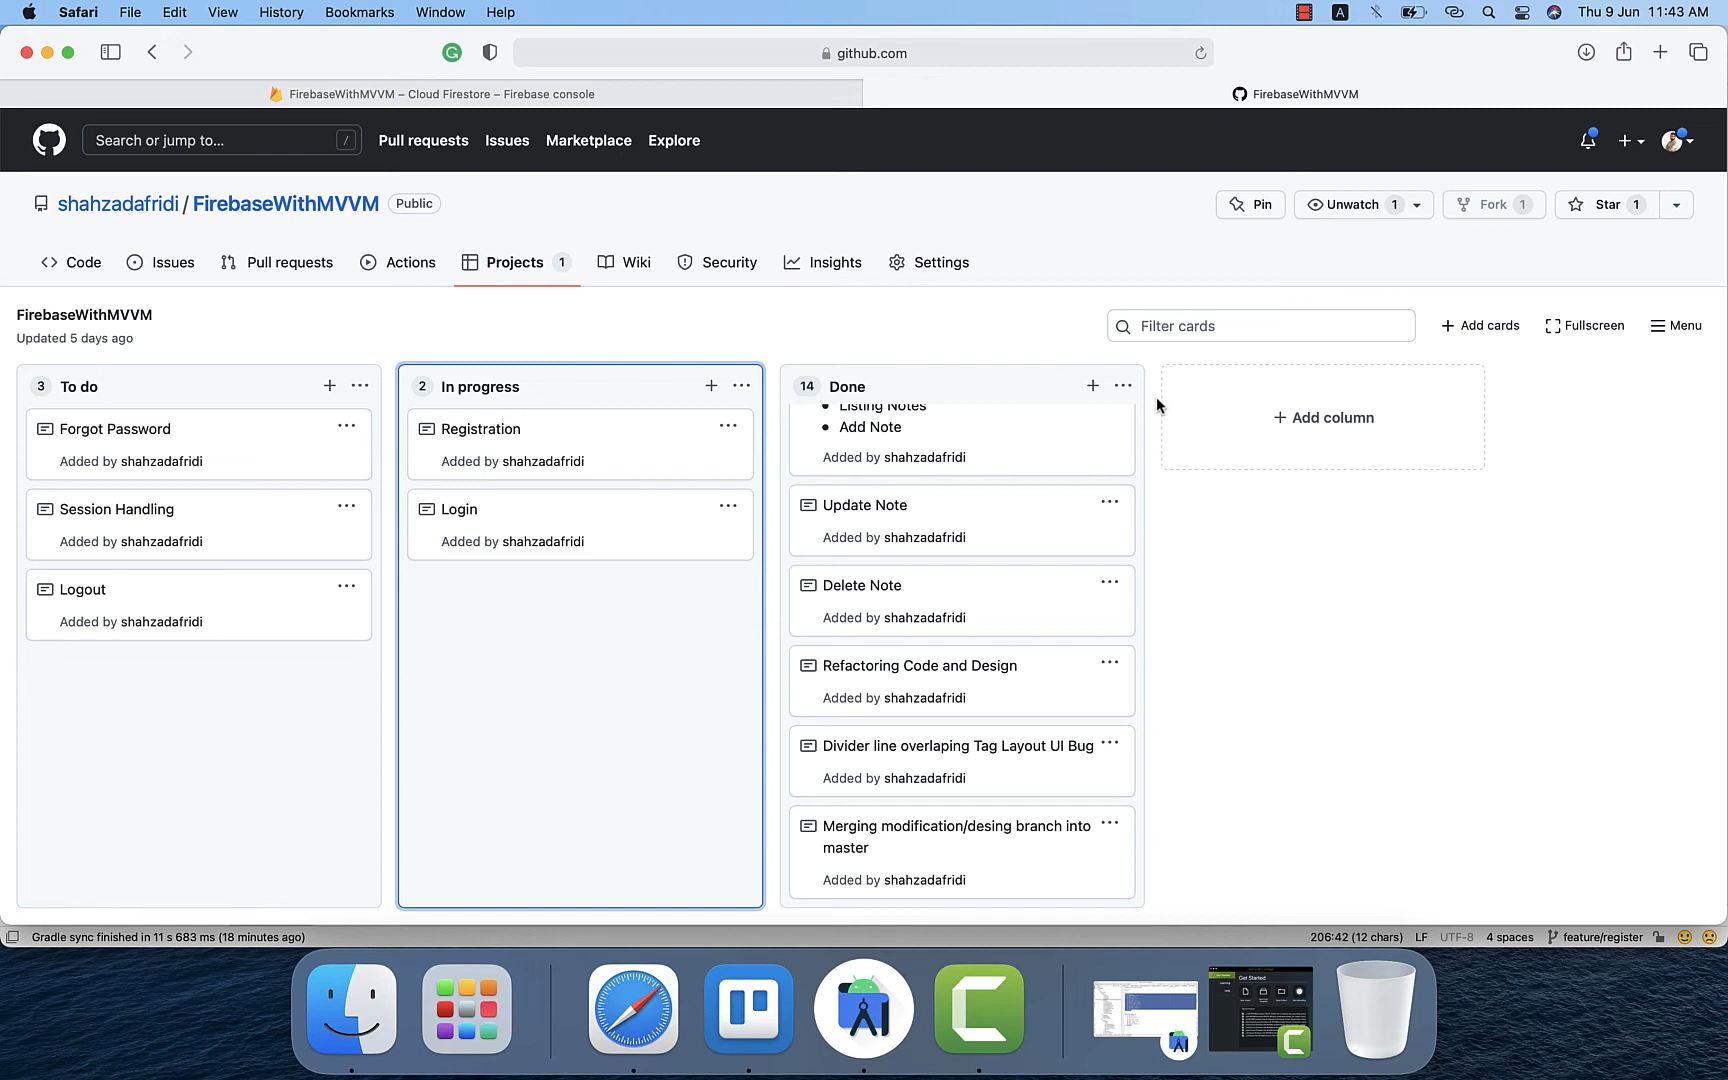 Safari File Edit View History Bookmarks Window Help
A
Thu 9 Jun 11:43 AM
github.com
FirebaseWithMVVM – Cloud Firestore – Firebase console
FirebaseWithMVVM
Search or jump to... /
Pull requests Issues Marketplace Explore
shahzadafridi / FirebaseWithMVVM Public
Pin
Unwatch 1
Fork 1
Star 1
Code Issues Pull requests Actions Projects 1 Wiki Security Insights Settings
FirebaseWithMVVM
Updated 5 days ago
Filter cards
+ Add cards
Fullscreen
Menu
3 To do
Forgot Password
Added by shahzadafridi
Session Handling
Added by shahzadafridi
Logout
Added by shahzadafridi
2 In progress
Registration
Added by shahzadafridi
Login
Added by shahzadafridi
14 Done
• Listing Notes
• Add Note
Added by shahzadafridi
Update Note
Added by shahzadafridi
Delete Note
Added by shahzadafridi
Refactoring Code and Design
Added by shahzadafridi
Divider line overlaping Tag Layout UI Bug
Added by shahzadafridi
Merging modification/desing branch into
master
Added by shahzadafridi
+ Add column
Gradle sync finished in 11 s 683 ms (18 minutes ago)
206:42 (12 chars) LF UTF-8 4 spaces feature/register
Get Started